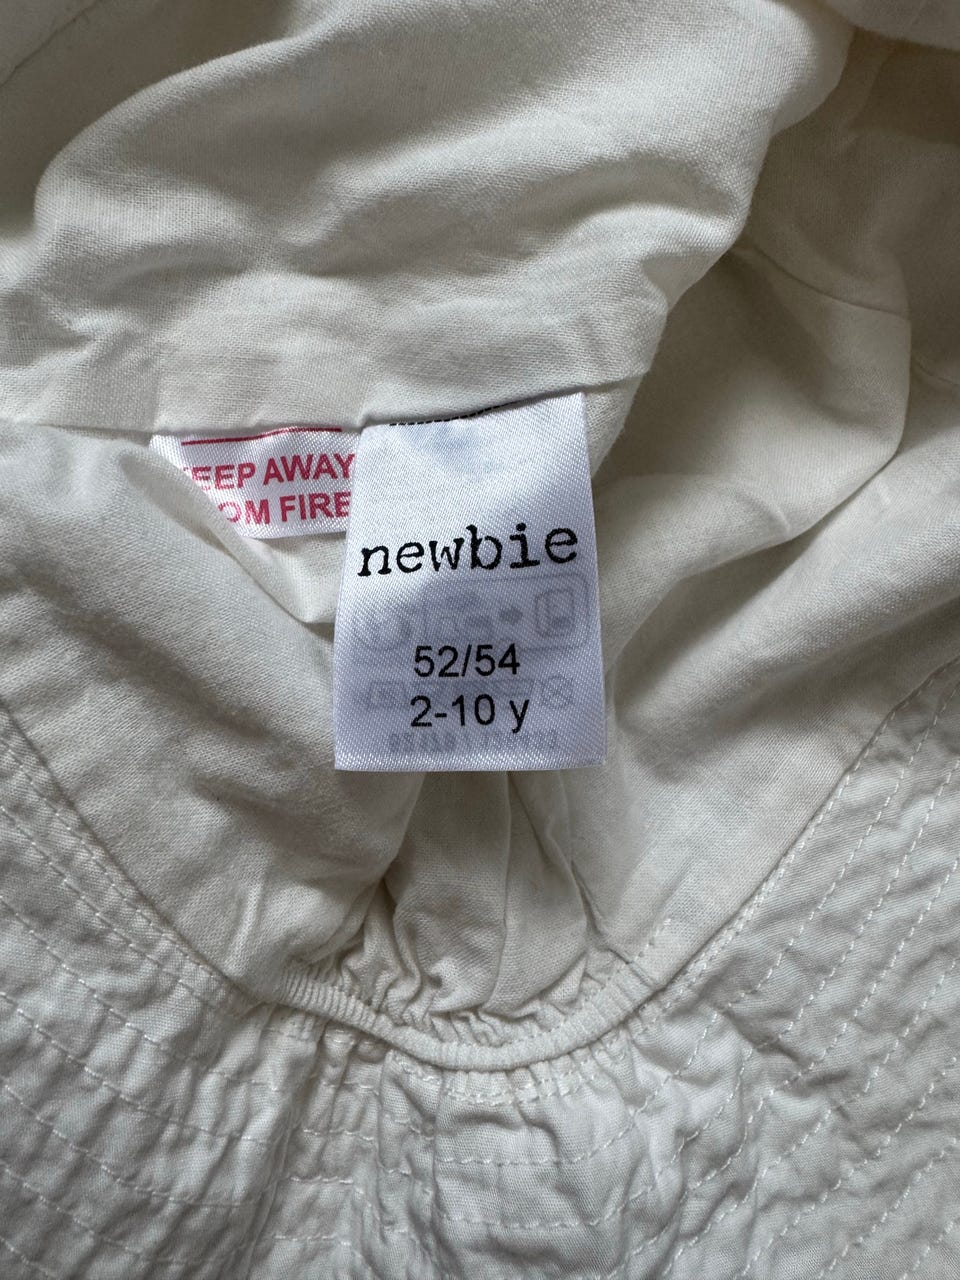 EEP AWAY
OM FIRE
newbie
52/54
2-10 y